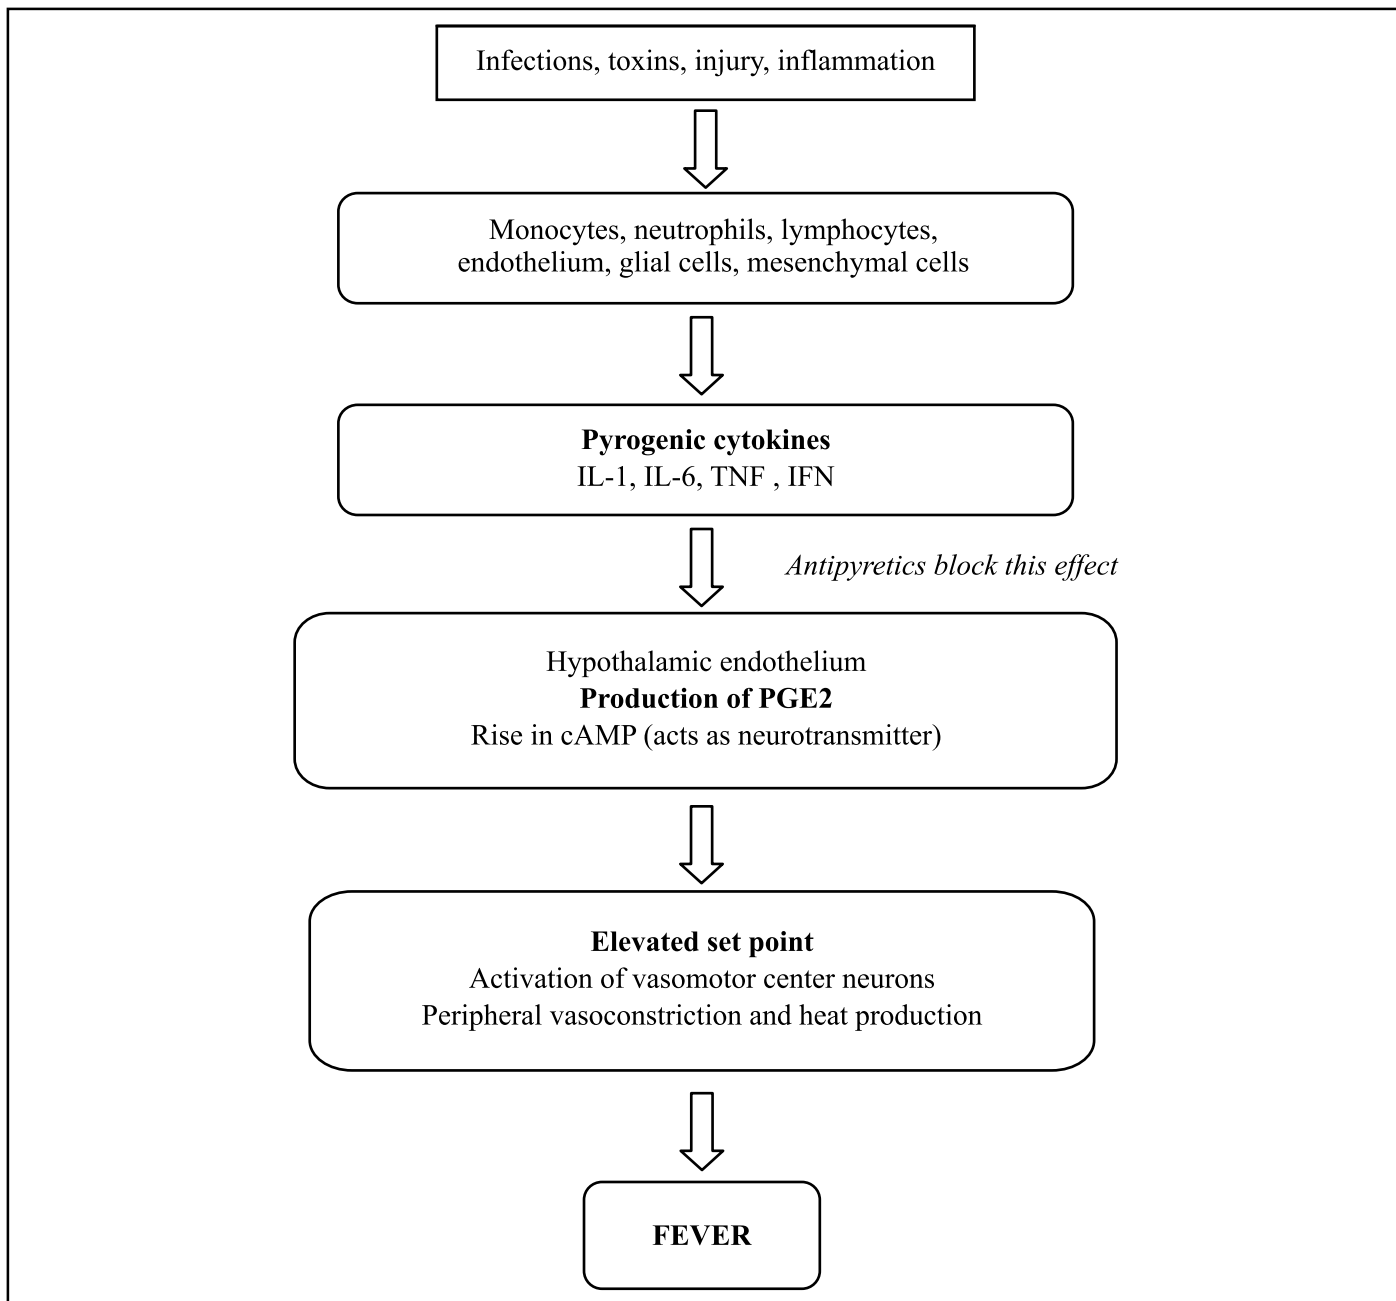 Infections, toxins, injury, inflammation
Monocytes, neutrophils, lymphocytes,
endothelium, glial cells, mesenchymal cells
Pyrogenic cytokines
IL-1, IL-6, TNF , IFN
Antipyretics block this effect
Hypothalamic endothelium
Production of PGE2
Rise in cAMP (acts as neurotransmitter)
Elevated set point
Activation of vasomotor center neurons
Peripheral vasoconstriction and heat production
FEVER